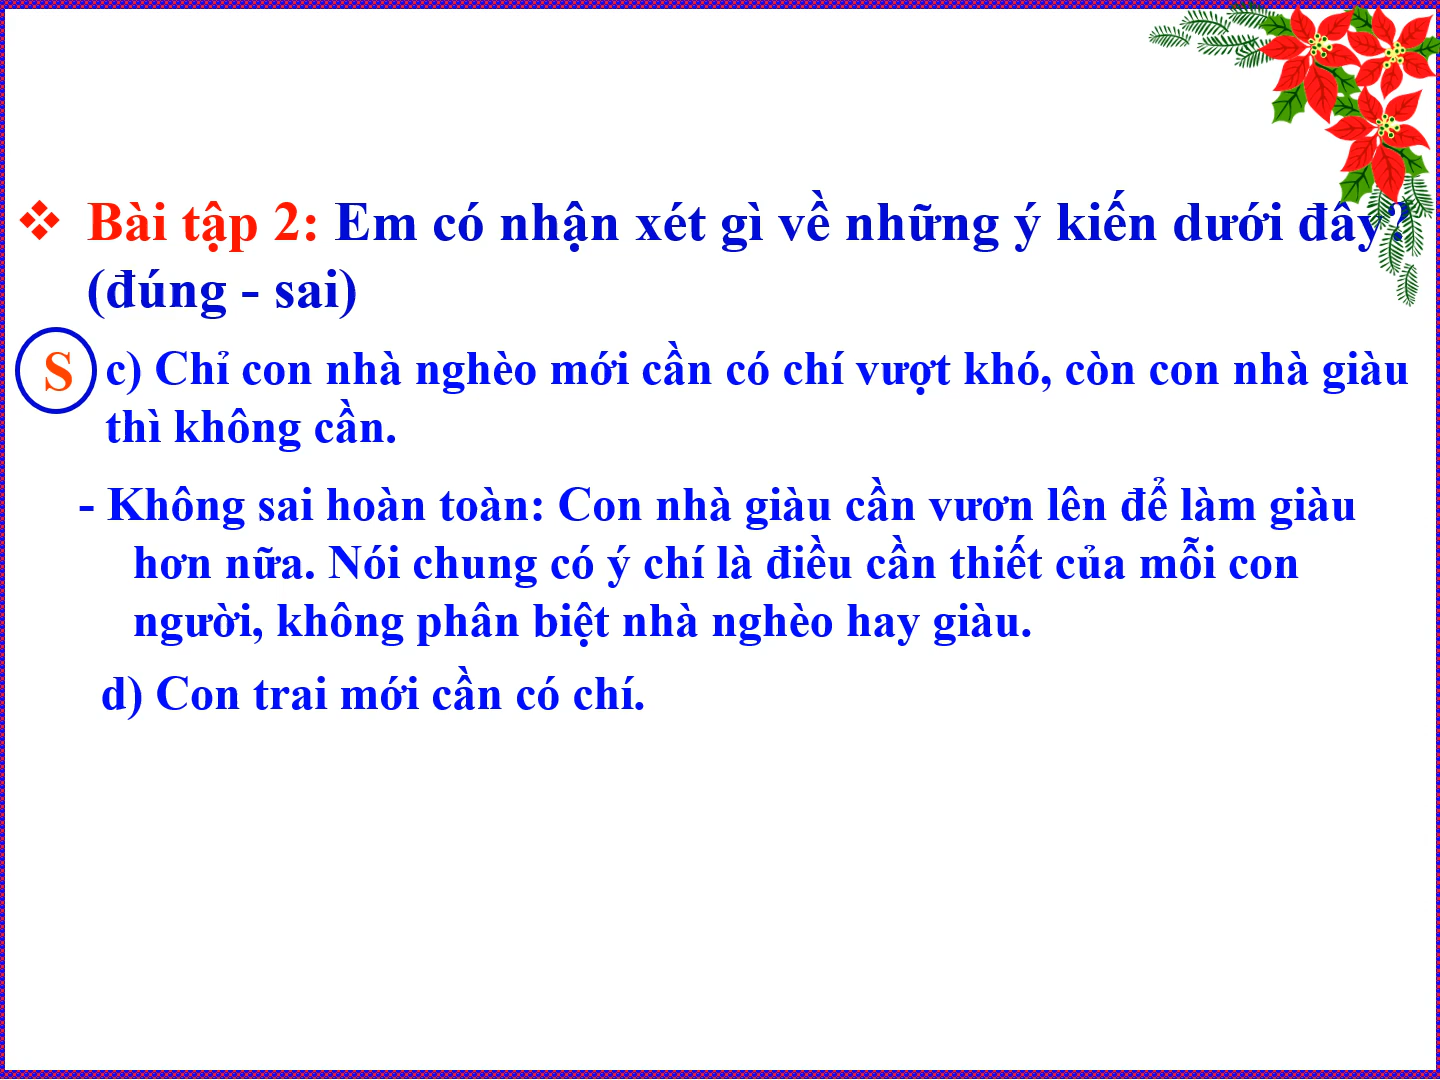 ❖ Bài tập 2: Em có nhận xét gì về những ý kiến dưới đây?
(đúng - sai)
S c) Chỉ con nhà nghèo mới cần có chí vượt khó, còn con nhà giàu
thì không cần.
- Không sai hoàn toàn: Con nhà giàu cần vươn lên để làm giàu
hơn nữa. Nói chung có ý chí là điều cần thiết của mỗi con
người, không phân biệt nhà nghèo hay giàu.
d) Con trai mới cần có chí.